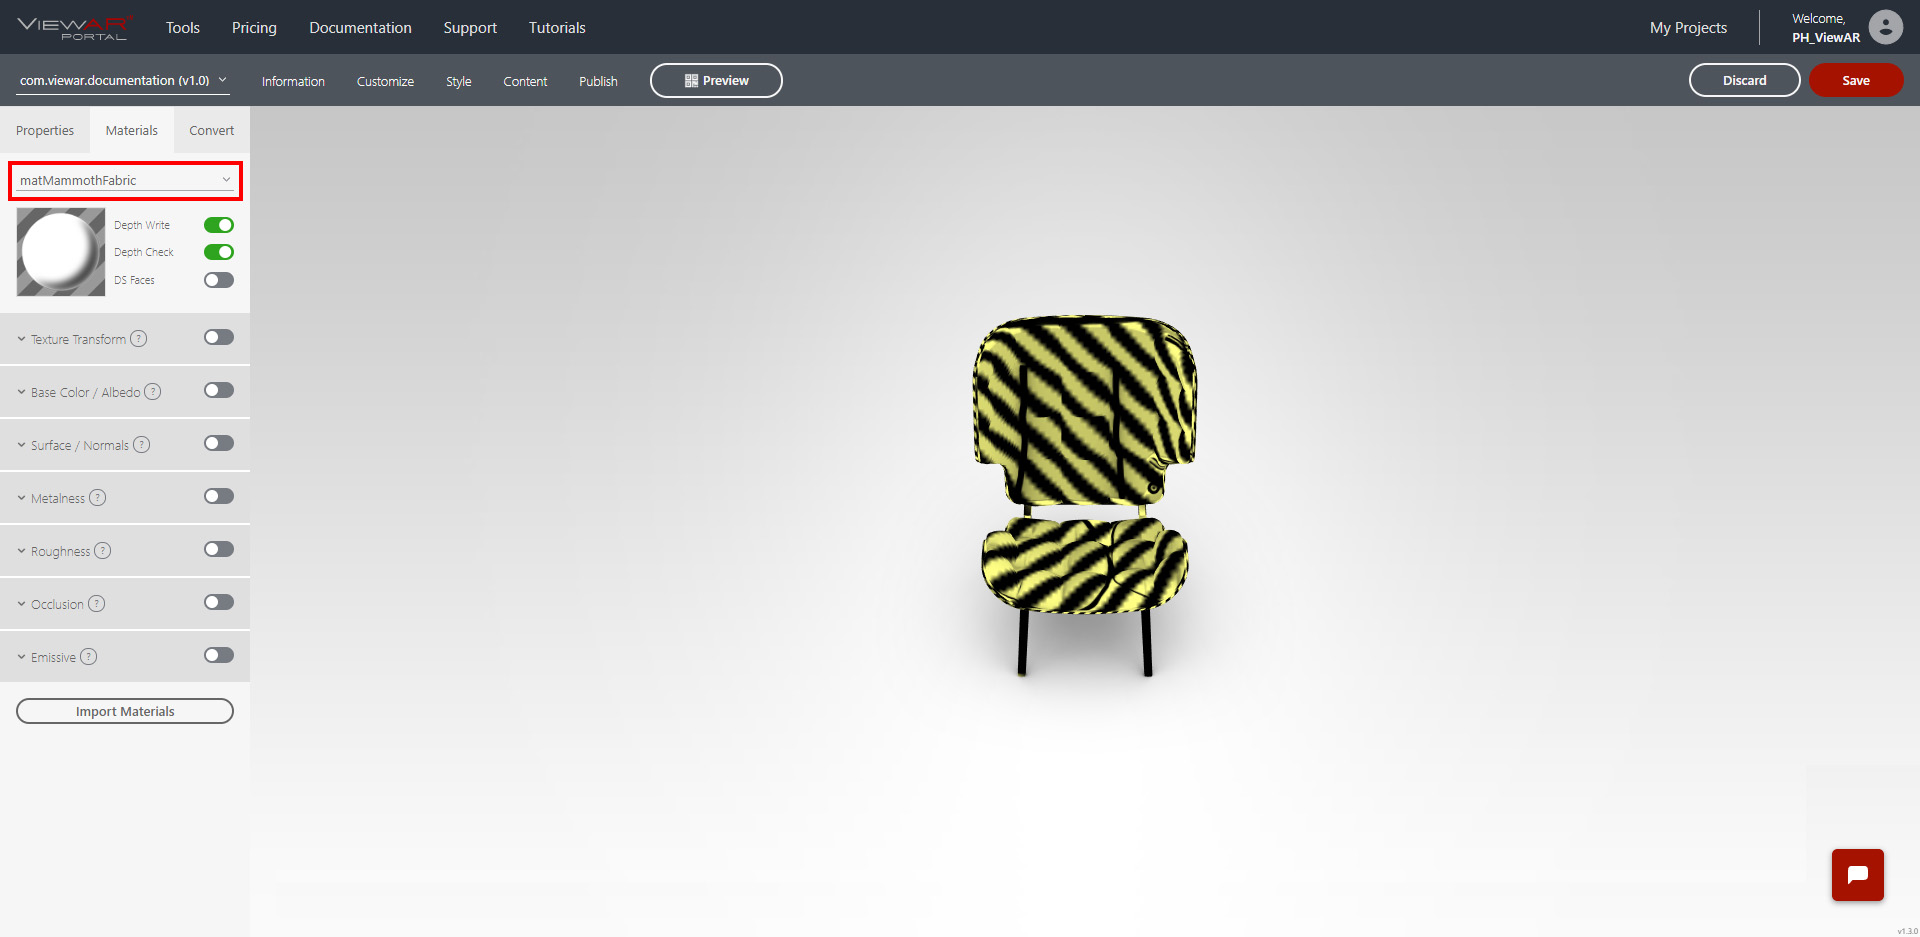 VIEWAR PORTAL
Tools
Pricing
Documentation
Support
Tutorials
My Projects
Welcome,
PH_ViewAR
com.viewar.documentation (v1.0)
Information
Customize
Style
Content
Publish
Preview
Discard
Save
Properties
Materials
Convert
matMammothFabric
Depth Write
Depth Check
DS Faces
Texture Transform ?
Base Color / Albedo ?
Surface / Normals ?
Metalness ?
Roughness ?
Occlusion ?
Emissive ?
Import Materials
v1.3.0